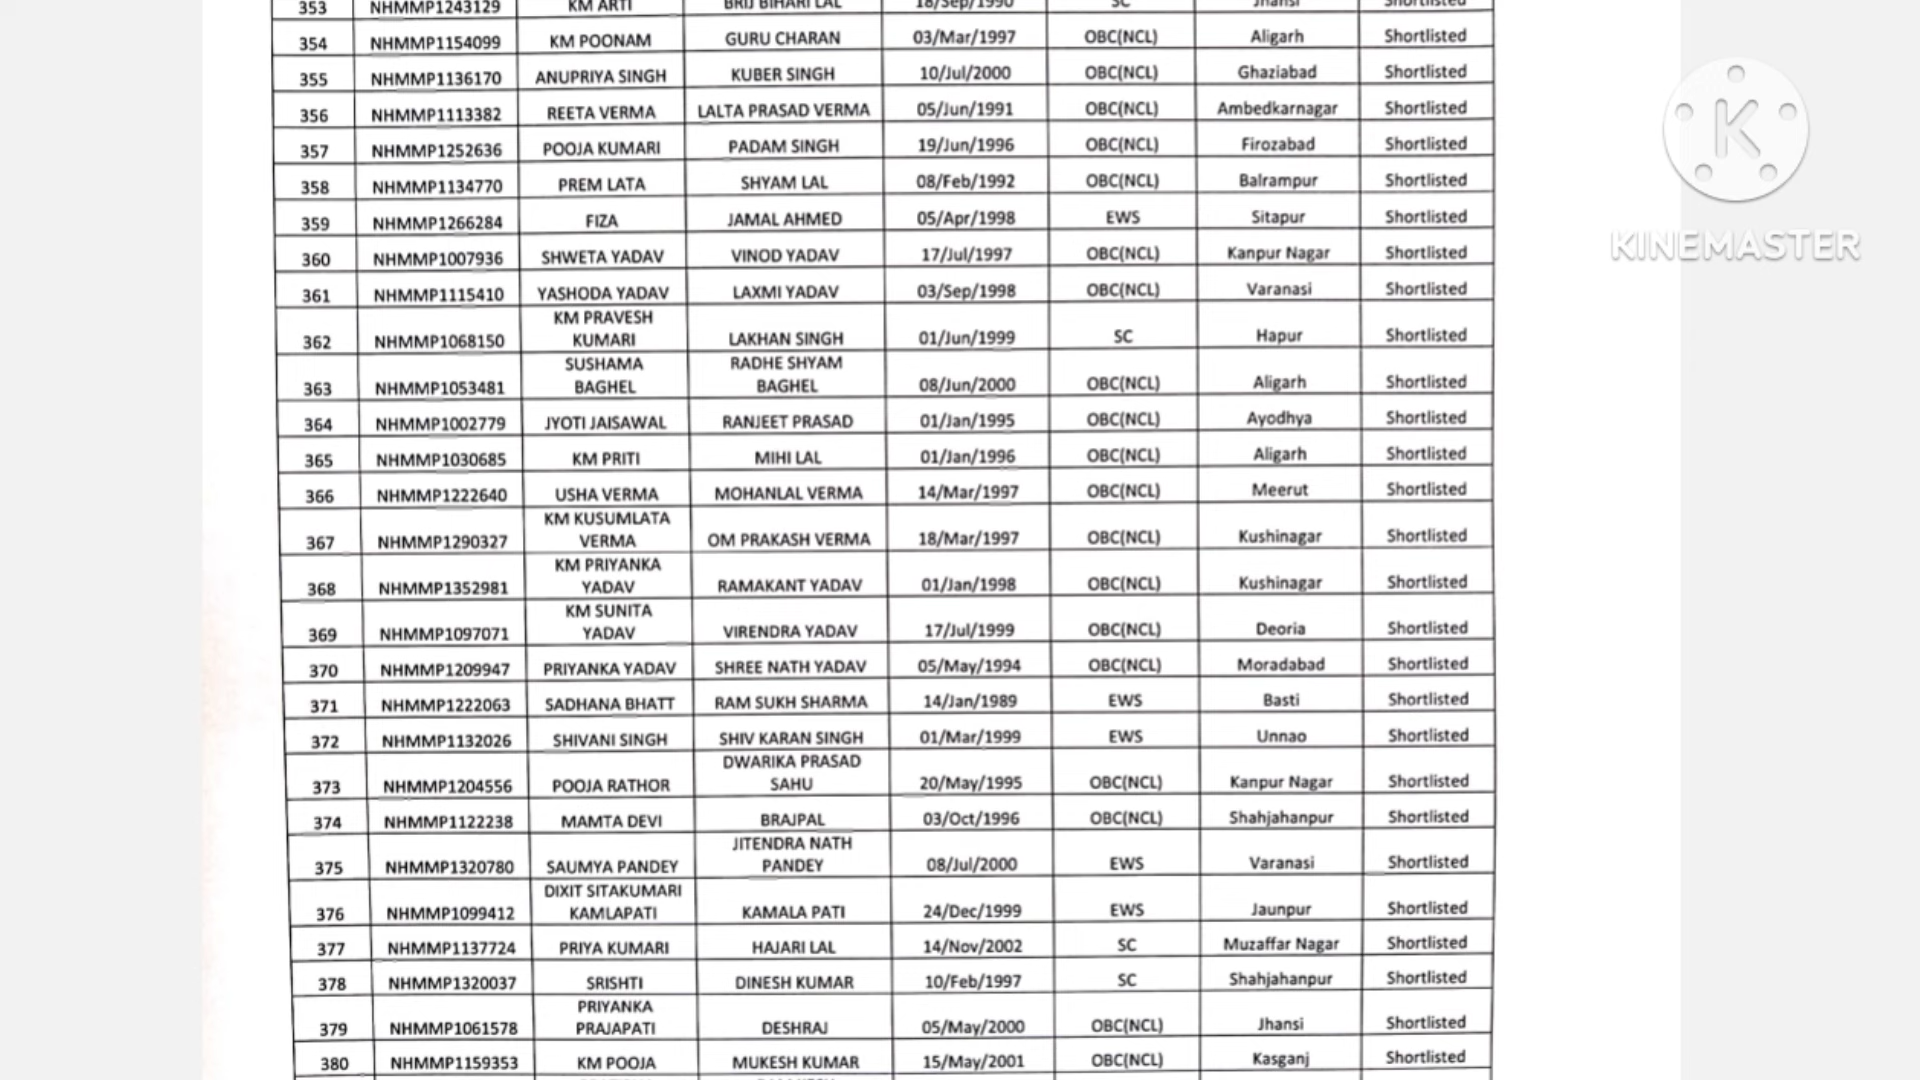 353 NHMMP1243129 KM ARTI BRIJ BIHARI LAL 18/Sep/1990 SC Jhansi Shortlisted
354 NHMMP1154099 KM POONAM GURU CHARAN 03/Mar/1997 OBC(NCL) Aligarh Shortlisted
355 NHMMP1136170 ANUPRIYA SINGH KUBER SINGH 10/Jul/2000 OBC(NCL) Ghaziabad Shortlisted
356 NHMMP1113382 REETA VERMA LALTA PRASAD VERMA 05/Jun/1991 OBC(NCL) Ambedkarnagar Shortlisted
357 NHMMP1252636 POOJA KUMARI PADAM SINGH 19/Jun/1996 OBC(NCL) Firozabad Shortlisted
358 NHMMP1134770 PREM LATA SHYAM LAL 08/Feb/1992 OBC(NCL) Balrampur Shortlisted
359 NHMMP1266284 FIZA JAMAL AHMED 05/Apr/1998 EWS Sitapur Shortlisted
360 NHMMP1007936 SHWETA YADAV VINOD YADAV 17/Jul/1997 OBC(NCL) Kanpur Nagar Shortlisted
361 NHMMP1115410 YASHODA YADAV LAXMI YADAV 03/Sep/1998 OBC(NCL) Varanasi Shortlisted
KM PRAVESH
362 NHMMP1068150 KUMARI LAKHAN SINGH 01/Jun/1999 SC Hapur Shortlisted
SUSHAMA RADHE SHYAM
363 NHMMP1053481 BAGHEL BAGHEL 08/Jun/2000 OBC(NCL) Aligarh Shortlisted
364 NHMMP1002779 JYOTI JAISAWAL RANJEET PRASAD 01/Jan/1995 OBC(NCL) Ayodhya Shortlisted
365 NHMMP1030685 KM PRITI MIHI LAL 01/Jan/1996 OBC(NCL) Aligarh Shortlisted
366 NHMMP1222640 USHA VERMA MOHANLAL VERMA 14/Mar/1997 OBC(NCL) Meerut Shortlisted
KM KUSUMLATA
367 NHMMP1290327 VERMA OM PRAKASH VERMA 18/Mar/1997 OBC(NCL) Kushinagar Shortlisted
KM PRIYANKA
368 NHMMP1352981 YADAV RAMAKANT YADAV 01/Jan/1998 OBC(NCL) Kushinagar Shortlisted
KM SUNITA
369 NHMMP1097071 YADAV VIRENDRA YADAV 17/Jul/1999 OBC(NCL) Deoria Shortlisted
370 NHMMP1209947 PRIYANKA YADAV SHREE NATH YADAV 05/May/1994 OBC(NCL) Moradabad Shortlisted
371 NHMMP1222063 SADHANA BHATT RAM SUKH SHARMA 14/Jan/1989 EWS Basti Shortlisted
372 NHMMP1132026 SHIVANI SINGH SHIV KARAN SINGH 01/Mar/1999 EWS Unnao Shortlisted
DWARIKA PRASAD
373 NHMMP1204556 POOJA RATHOR SAHU 20/May/1995 OBC(NCL) Kanpur Nagar Shortlisted
374 NHMMP1122238 MAMTA DEVI BRAJPAL 03/Oct/1996 OBC(NCL) Shahjahanpur Shortlisted
JITENDRA NATH
375 NHMMP1320780 SAUMYA PANDEY PANDEY 08/Jul/2000 EWS Varanasi Shortlisted
DIXIT SITAKUMARI
376 NHMMP1099412 KAMLAPATI KAMALA PATI 24/Dec/1999 EWS Jaunpur Shortlisted
377 NHMMP1137724 PRIYA KUMARI HAJARI LAL 14/Nov/2002 SC Muzaffar Nagar Shortlisted
378 NHMMP1320037 SRISHTI DINESH KUMAR 10/Feb/1997 SC Shahjahanpur Shortlisted
PRIYANKA
379 NHMMP1061578 PRAJAPATI DESHRAJ 05/May/2000 OBC(NCL) Jhansi Shortlisted
380 NHMMP1159353 KM POOJA MUKESH KUMAR 15/May/2001 OBC(NCL) Kasganj Shortlisted
K
KINEMASTER